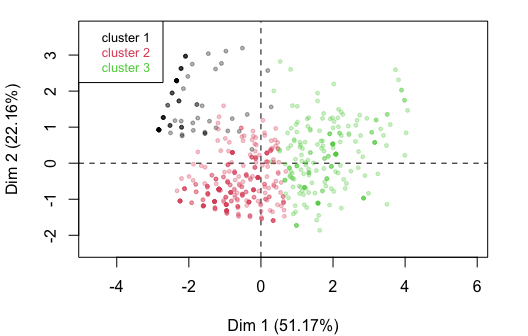 cluster 1
cluster 2
cluster 3
3
2
1
0
-1
-2
Dim 2 (22.16%)
-4 -2 0 2 4 6
Dim 1 (51.17%)